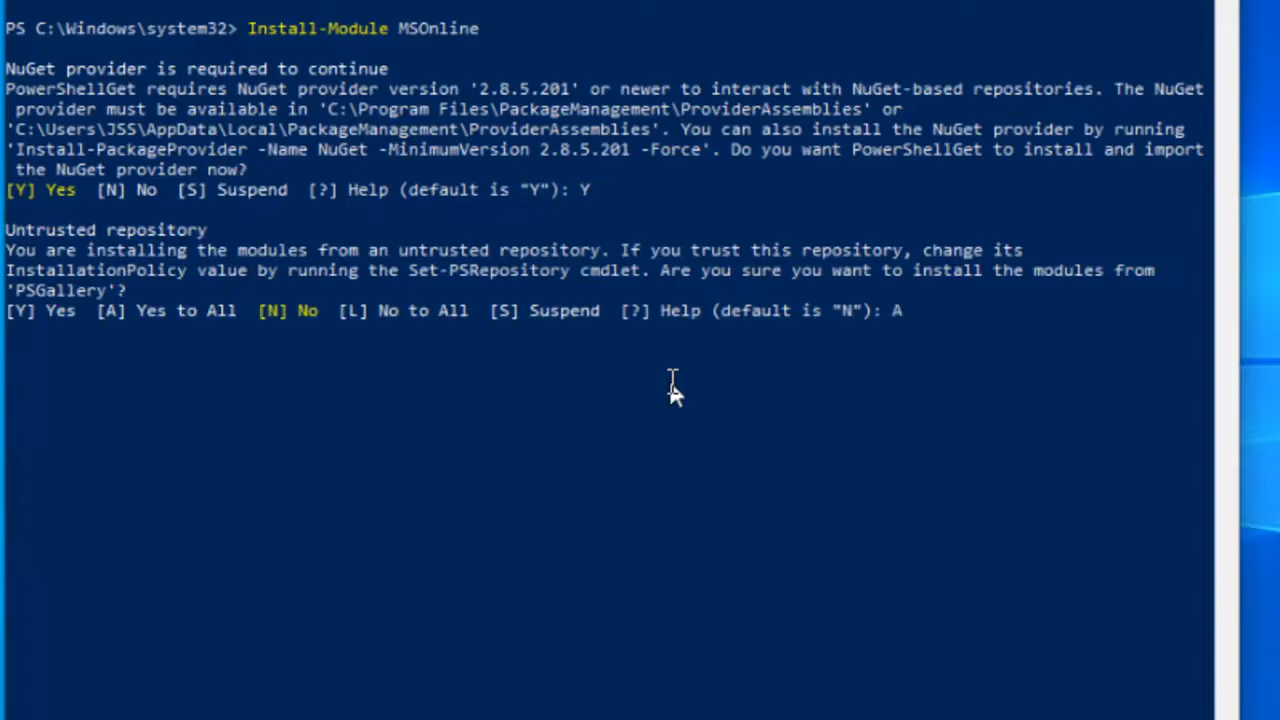 PS C:\Windows\system32> Install-Module MSOnline
NuGet provider is required to continue
PowerShellGet requires NuGet provider version '2.8.5.201' or newer to interact with NuGet-based repositories. The NuGet
provider must be available in 'C:\Program Files\PackageManagement\ProviderAssemblies' or
'C:\Users\JSS\AppData\Local\PackageManagement\ProviderAssemblies'. You can also install the NuGet provider by running
'Install-PackageProvider -Name NuGet -MinimumVersion 2.8.5.201 -Force'. Do you want PowerShellGet to install and import
the NuGet provider now?
[Y] Yes  [N] No  [S] Suspend  [?] Help (default is "Y"): Y
Untrusted repository
You are installing the modules from an untrusted repository. If you trust this repository, change its
InstallationPolicy value by running the Set-PSRepository cmdlet. Are you sure you want to install the modules from
'PSGallery'?
[Y] Yes  [A] Yes to All  [N] No  [L] No to All  [S] Suspend  [?] Help (default is "N"): A